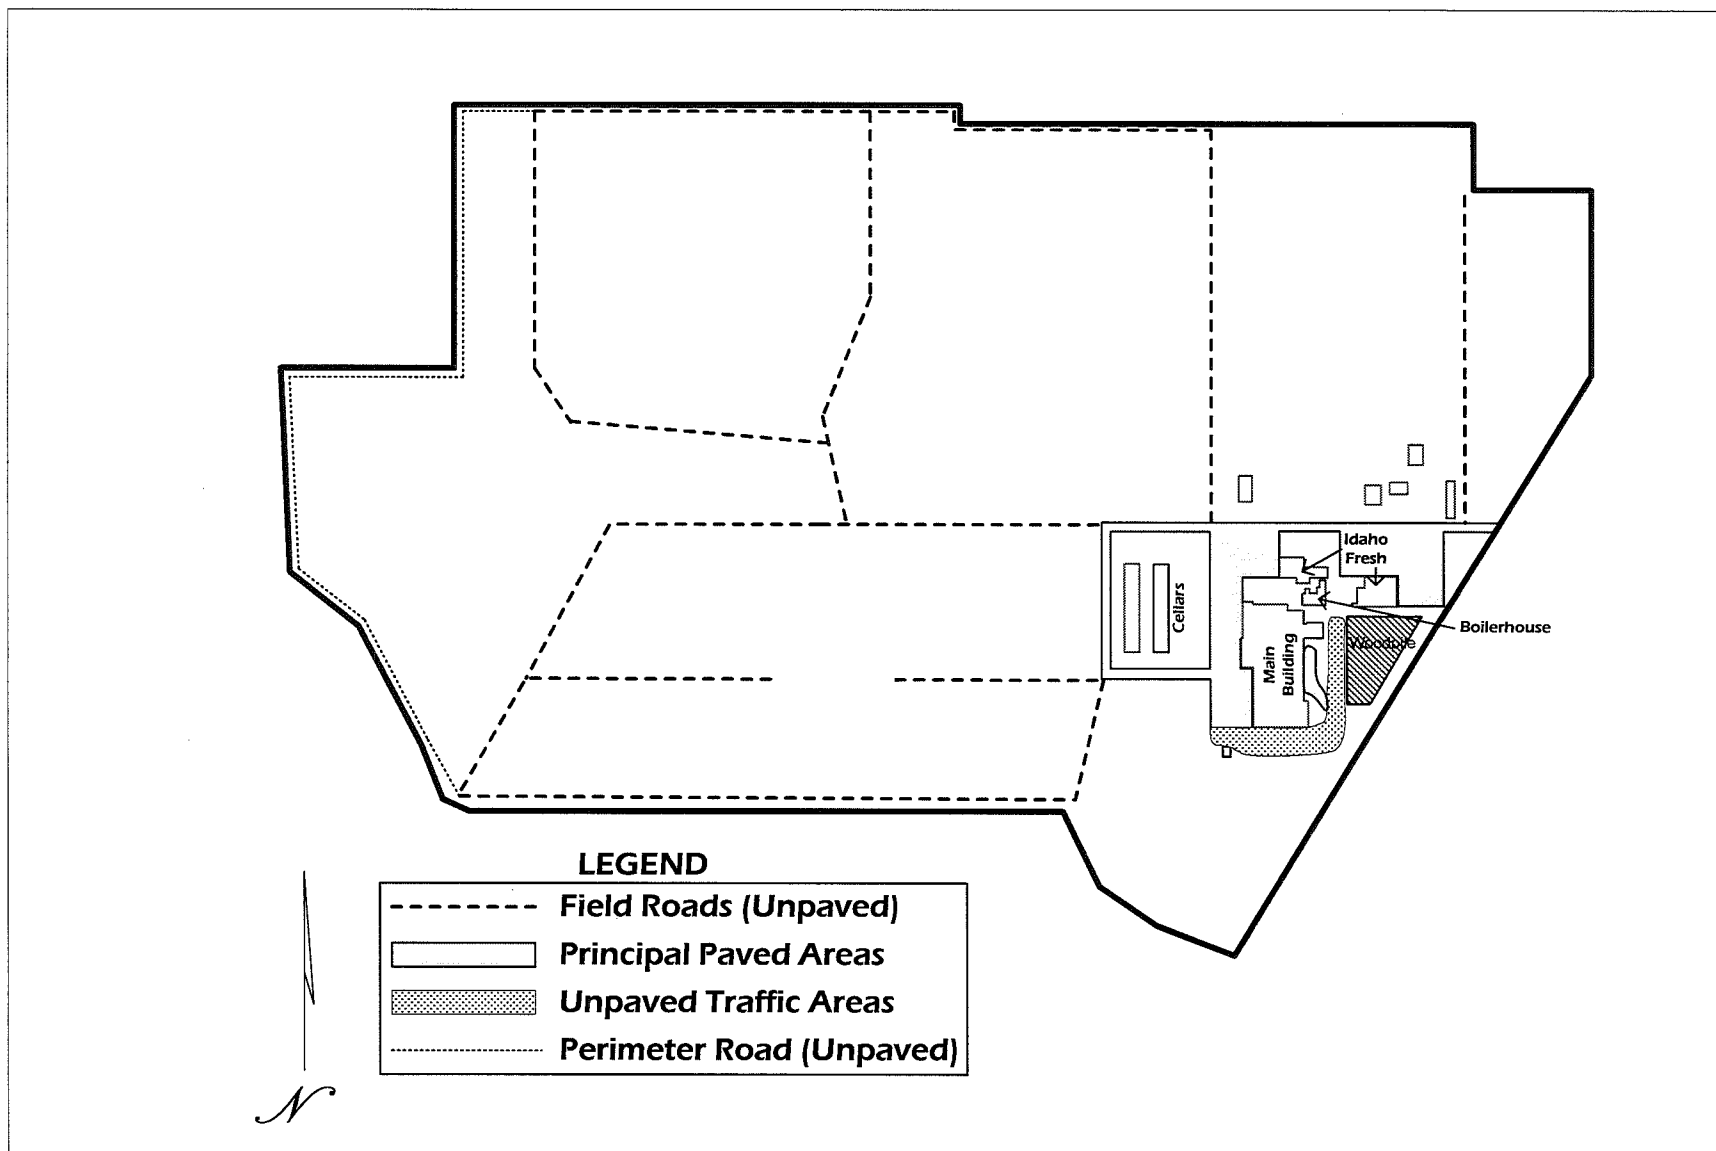 Idaho
Fresh
Cellars
Boilerhouse
Woodpile
Main
Building
LEGEND
Field Roads (Unpaved)
Principal Paved Areas
Unpaved Traffic Areas
Perimeter Road (Unpaved)
N